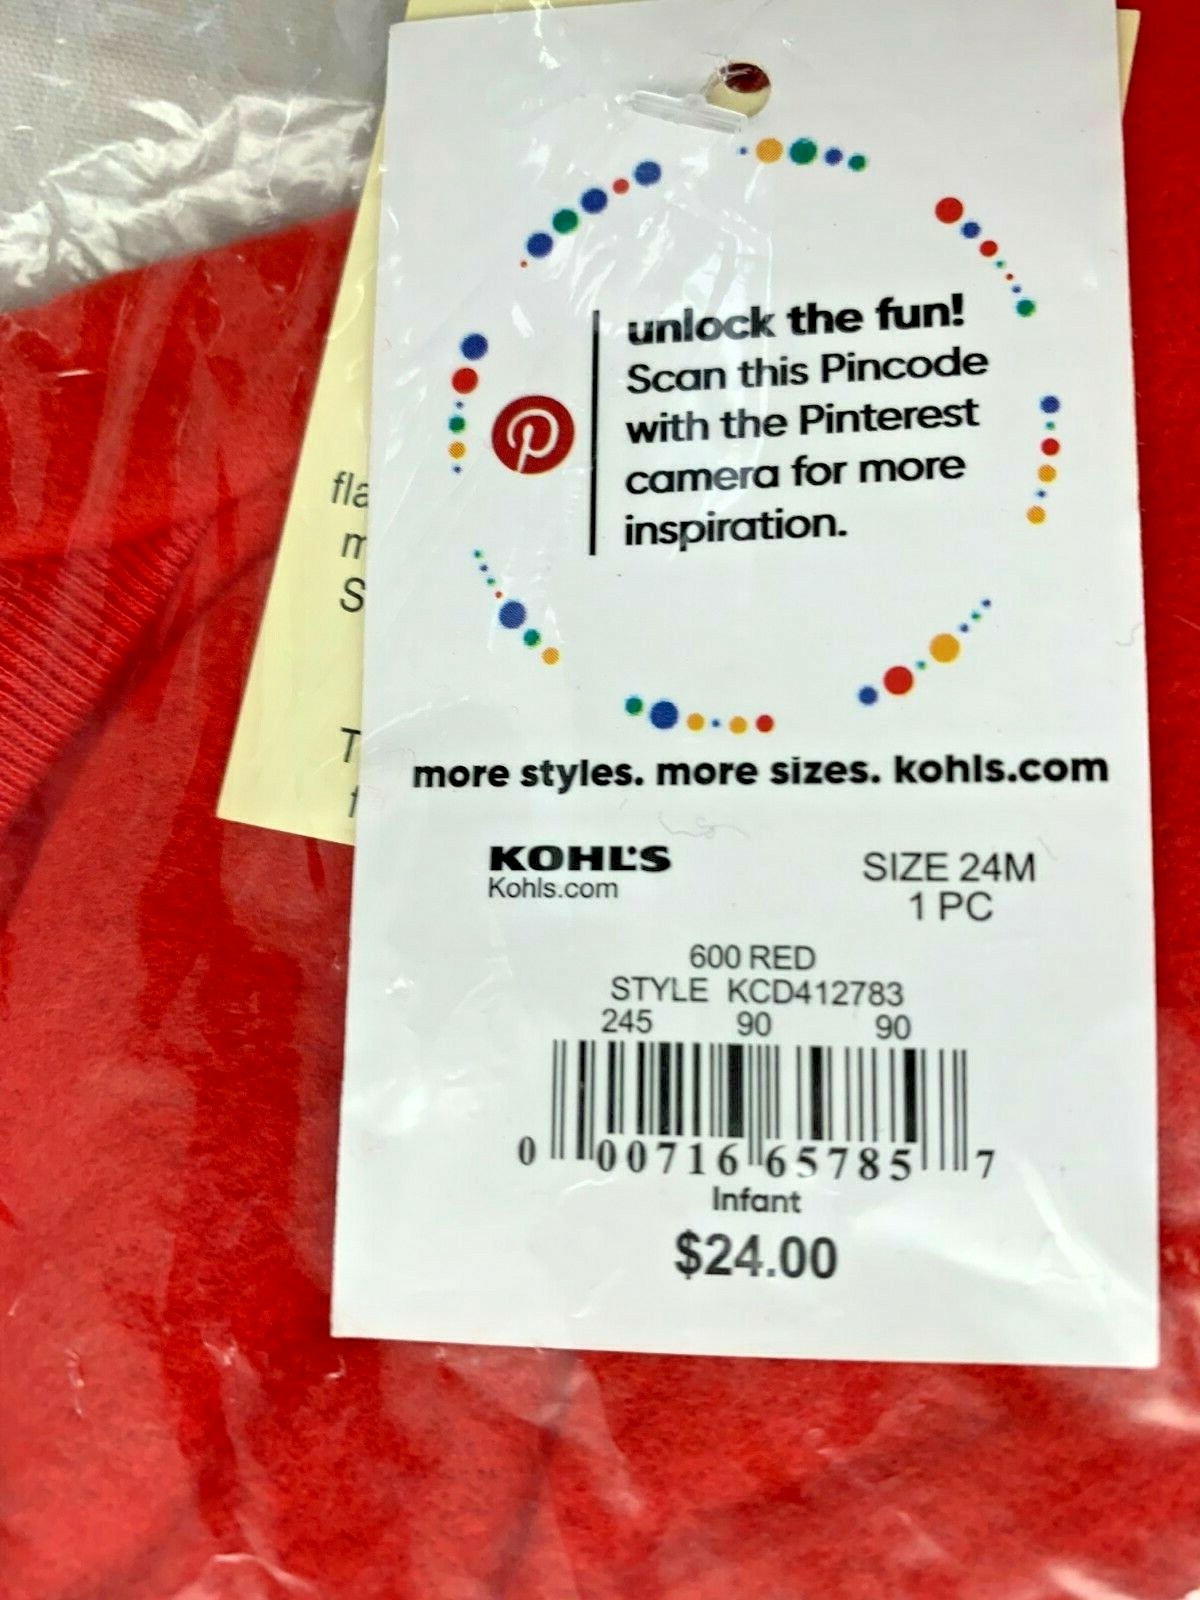 unlock the fun!
Scan this Pincode
with the Pinterest
camera for more
inspiration.
more styles. more sizes. kohls.com
KOHL'S
Kohls.com
SIZE 24M
1 PC
600 RED
STYLE KCD412783
245 90 90
0 00716 65785 7
Infant
$24.00